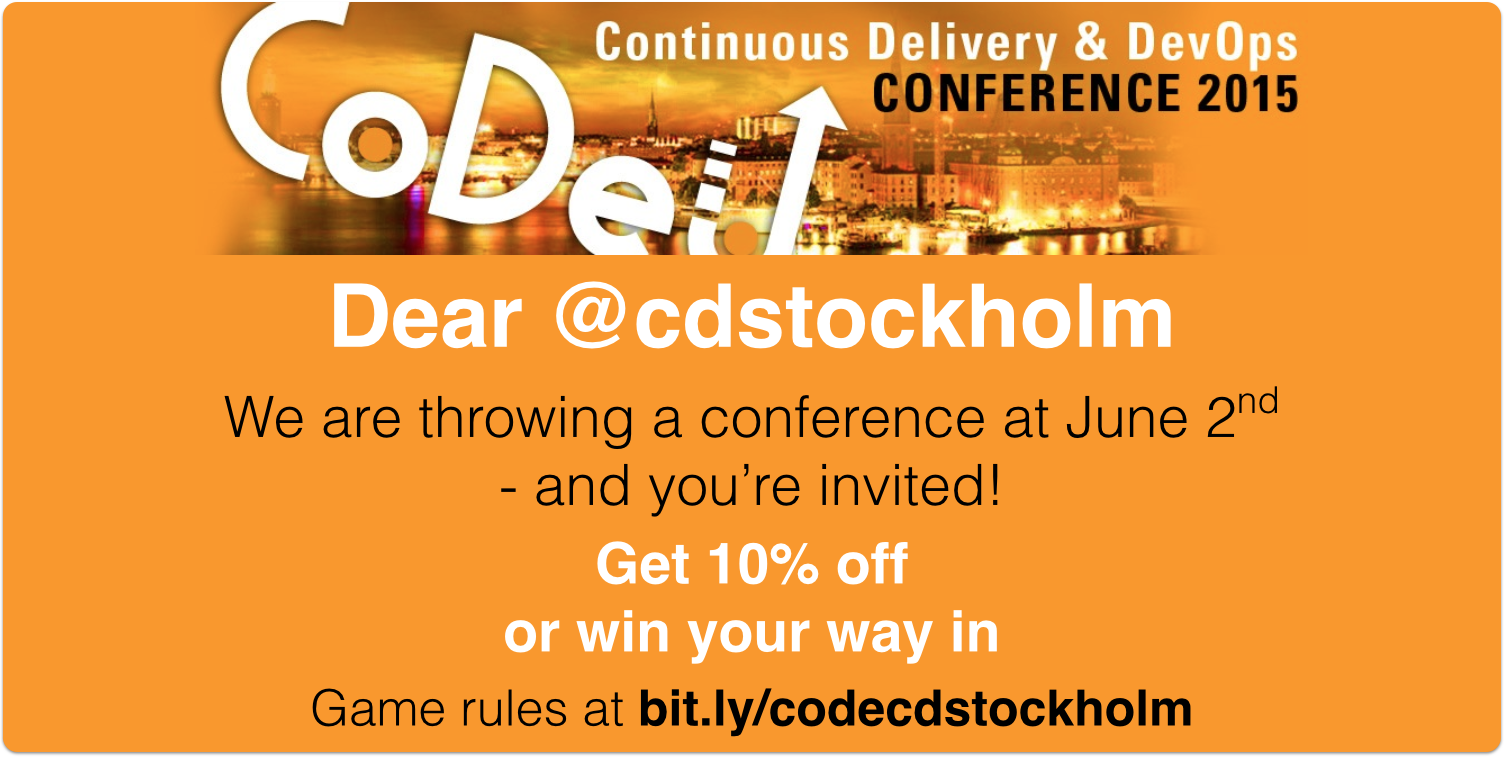 CoDe
Continuous Delivery & DevOps
CONFERENCE 2015
Dear @cdstockholm
We are throwing a conference at June 2nd
- and you’re invited!
Get 10% off
or win your way in
Game rules at bit.ly/codecdstockholm